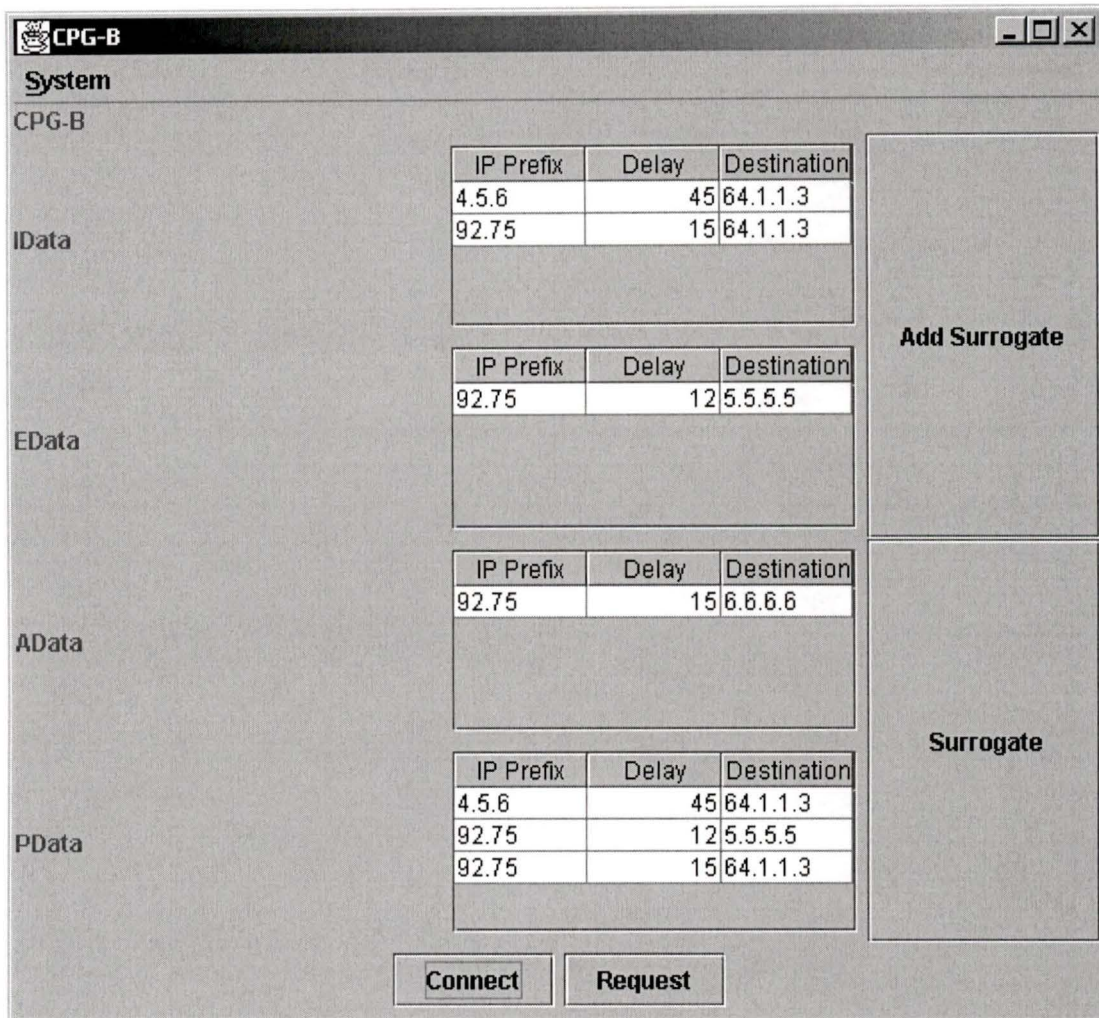 CPG-B
System
CPG-B
IData
IP Prefix Delay Destination
4.5.6 45 64.1.1.3
92.75 15 64.1.1.3
Add Surrogate
EData
IP Prefix Delay Destination
92.75 12 5.5.5.5
AData
IP Prefix Delay Destination
92.75 15 6.6.6.6
Surrogate
PData
IP Prefix Delay Destination
4.5.6 45 64.1.1.3
92.75 12 5.5.5.5
92.75 15 64.1.1.3
Connect Request